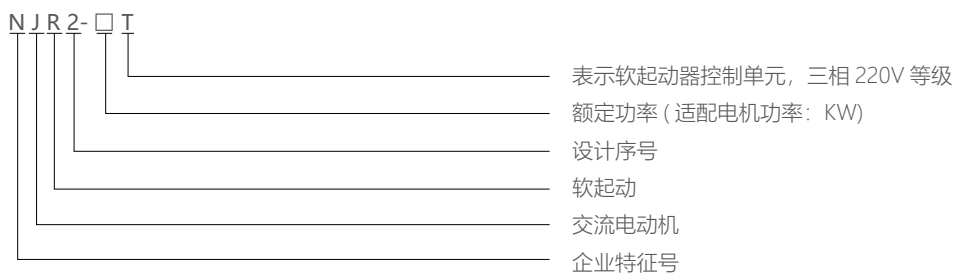 NJR2-□T
表示软起动器控制单元，三相 220V 等级
额定功率 ( 适配电机功率：KW)
设计序号
软起动
交流电动机
企业特征号